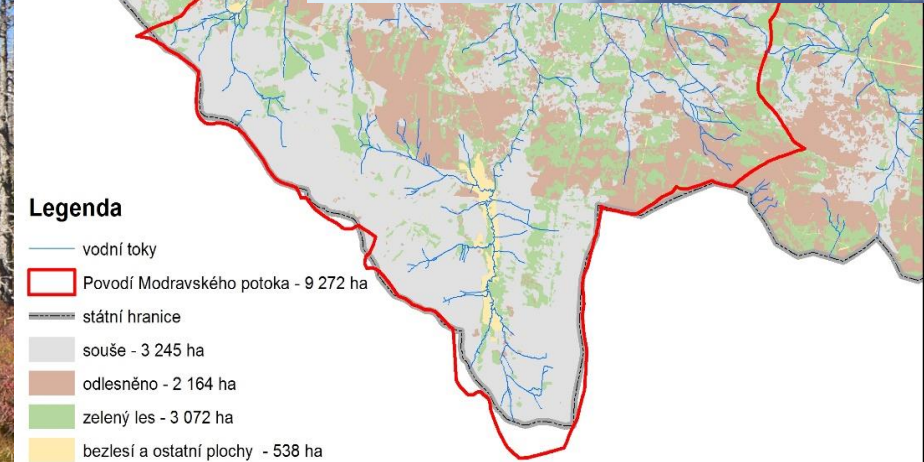 Legenda
vodní toky
Povodí Modravského potoka - 9 272 ha
státní hranice
souše - 3 245 ha
odlesněno - 2 164 ha
zelený les - 3 072 ha
bezlesí a ostatní plochy - 538 ha